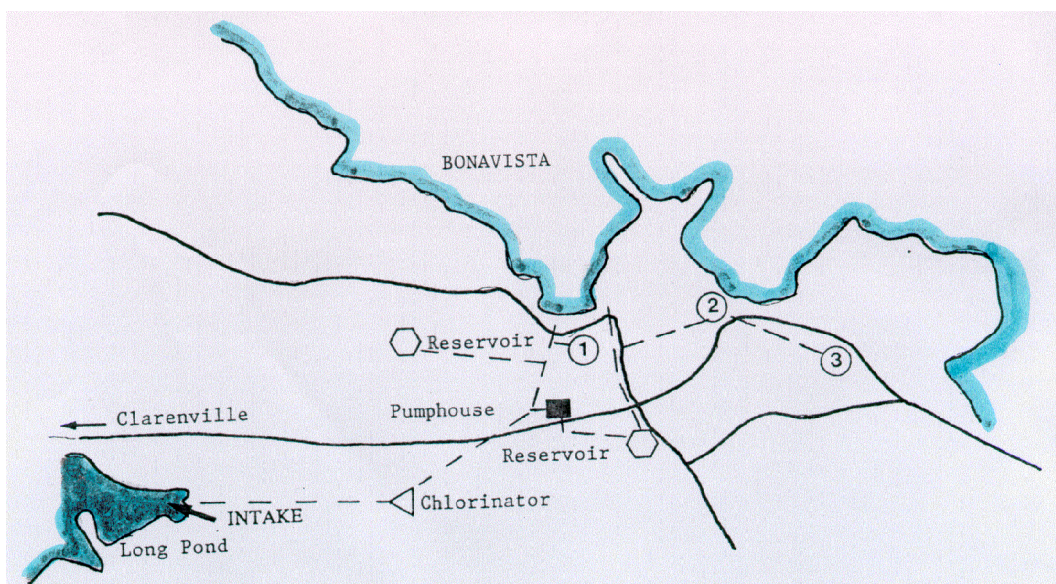 BONAVISTA
2
Reservoir
1
3
Pumphouse
Clarenville
Reservoir
Chlorinator
INTAKE
Long Pond